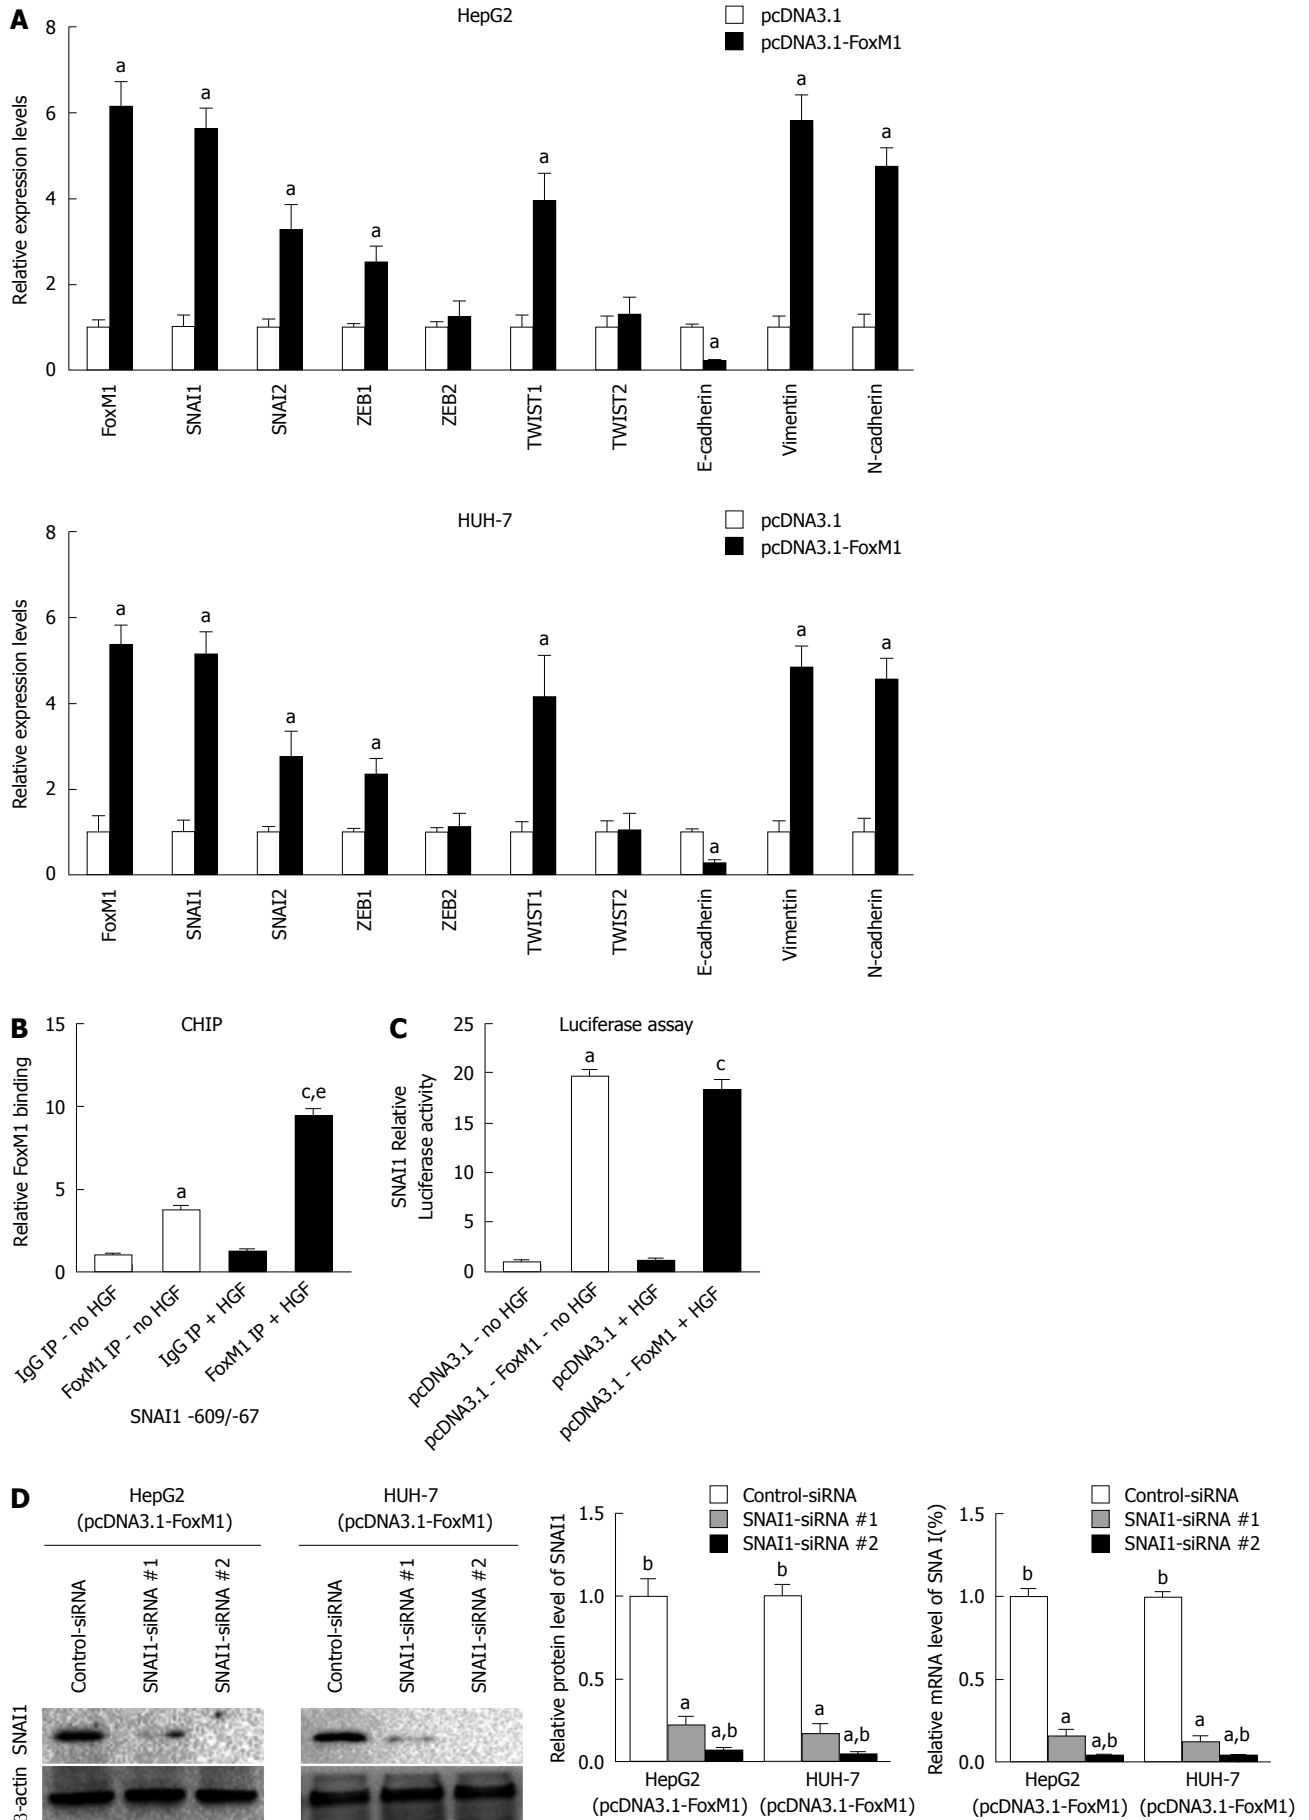 A
HepG2
pcDNA3.1
pcDNA3.1-FoxM1
Relative expression levels
8
6
4
2
0
a
a
a
a
a
a
a
a
FoxM1
SNAI1
SNAI2
ZEB1
ZEB2
TWIST1
TWIST2
E-cadherin
Vimentin
N-cadherin
HUH-7
pcDNA3.1
pcDNA3.1-FoxM1
Relative expression levels
8
6
4
2
0
a
a
a
a
a
a
a
a
FoxM1
SNAI1
SNAI2
ZEB1
ZEB2
TWIST1
TWIST2
E-cadherin
Vimentin
N-cadherin
B
CHIP
Relative FoxM1 binding
15
10
5
0
a
c,e
IgG IP - no HGF
FoxM1 IP - no HGF
IgG IP + HGF
FoxM1 IP + HGF
SNAI1 -609/-67
C
Luciferase assay
SNAI1 Relative
Luciferase activity
25
20
15
10
5
0
a
c
pcDNA3.1 - no HGF
pcDNA3.1 - FoxM1 - no HGF
pcDNA3.1 + HGF
pcDNA3.1 - FoxM1 + HGF
D
HepG2
(pcDNA3.1-FoxM1)
Control-siRNA
SNAI1-siRNA #1
SNAI1-siRNA #2
HUH-7
(pcDNA3.1-FoxM1)
Control-siRNA
SNAI1-siRNA #1
SNAI1-siRNA #2
SNAI1
β-actin
Control-siRNA
SNAI1-siRNA #1
SNAI1-siRNA #2
Relative protein level of SNAI1
1.5
1.0
0.5
0.0
b
a
a,b
b
a
a,b
HepG2
(pcDNA3.1-FoxM1)
HUH-7
(pcDNA3.1-FoxM1)
Control-siRNA
SNAI1-siRNA #1
SNAI1-siRNA #2
Relative mRNA level of SNA I(%)
1.5
1.0
0.5
0.0
b
a
a,b
b
a
a,b
HepG2
(pcDNA3.1-FoxM1)
HUH-7
(pcDNA3.1-FoxM1)